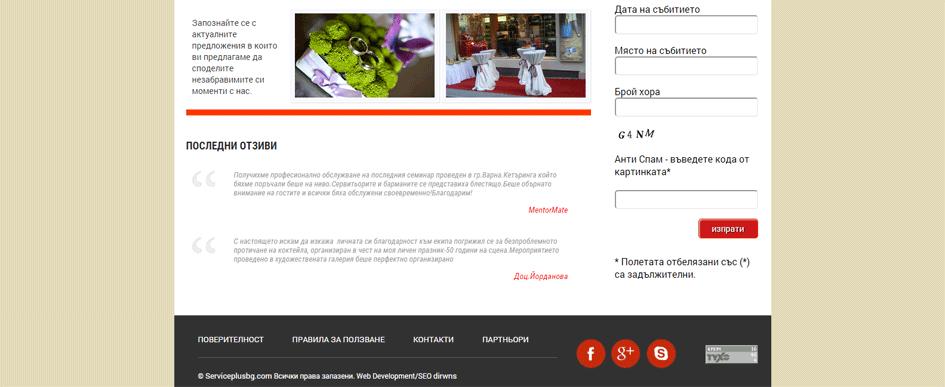 Запознайте се с
актуалните
предложения в които
ви предлагаме да
споделите
незабравимите си
моменти с нас.
ПОСЛЕДНИ ОТЗИВИ
Получихме професионално обслужване на последния семинар проведен в гр.Варна.Кетъринга който
бяхме поръчали беше на ниво.Сервитьорите и барманите се представиха блестящо.Беше обърнато
внимание на гостите и всички бяха обслужени своевременно!Благодарим!
MentorMate
С настоящето искам да изкажа личната си благодарност към екипа погрижил се за безпроблемното
протичане на коктейла, организиран в чест на моя личен празник-50 години на сцена.Мероприятието
проведено в художествената галерия беше перфектно организирано
Доц.Йорданова
Дата на събитието
Място на събитието
Брой хора
G4NM
Анти Спам - въведете кода от
картинката*
изпрати
* Полетата отбелязани със (*)
са задължителни.
ПОВЕРИТЕЛНОСТ ПРАВИЛА ЗА ПОЛЗВАНЕ КОНТАКТИ ПАРТНЬОРИ
© Serviceplusbg.com Всички права запазени. Web Development/SEO dirwns
f g+ S
TYXO